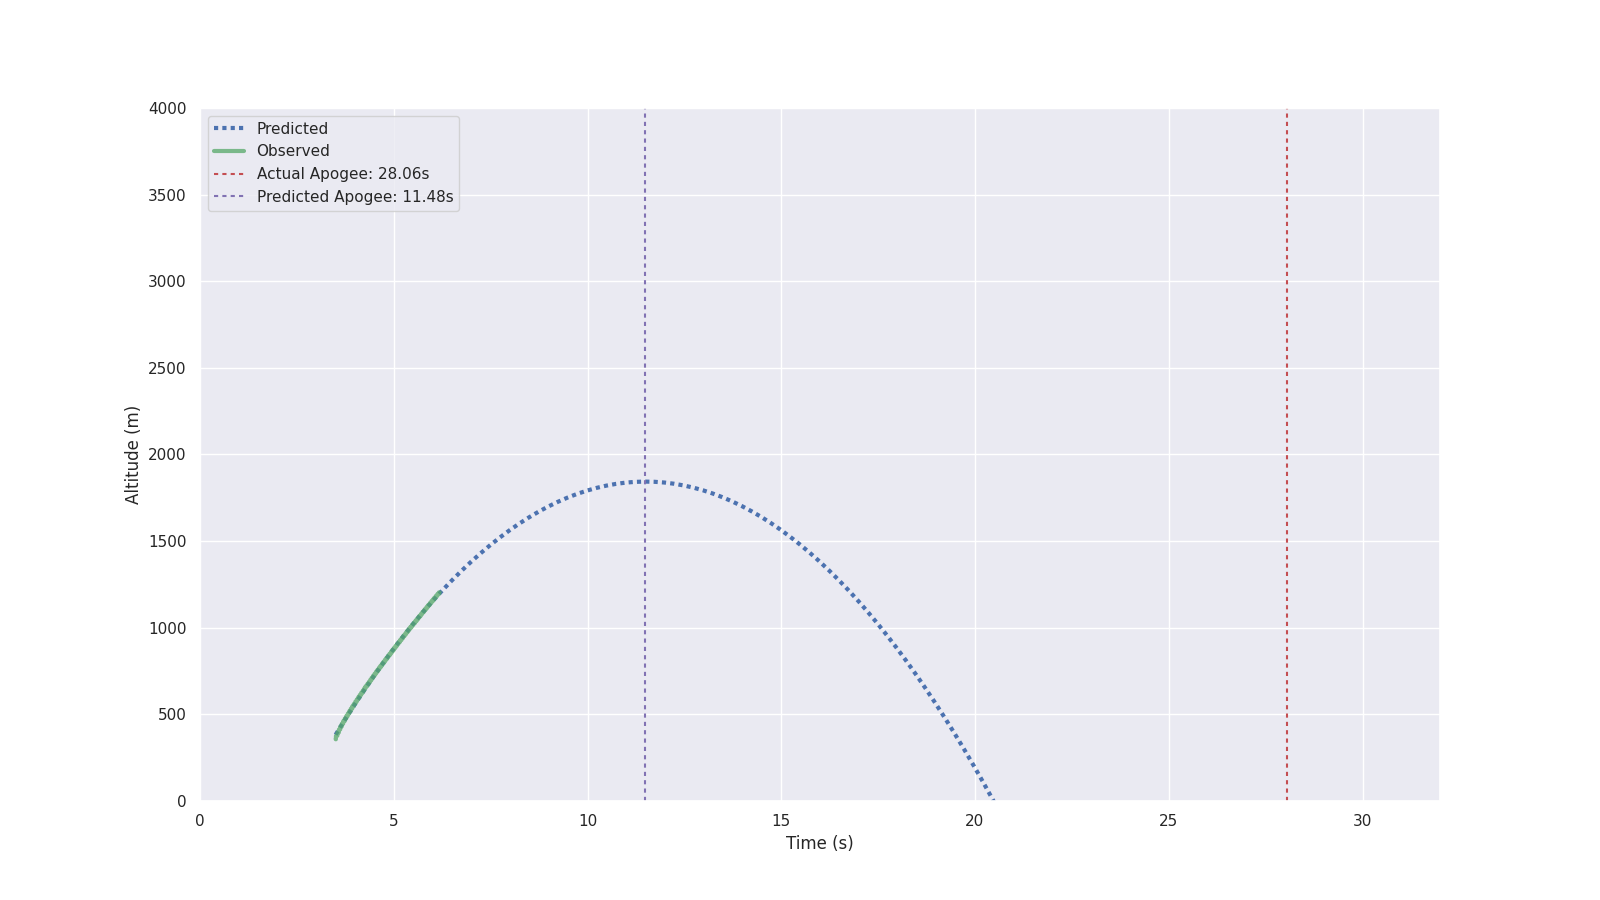 4000
3500
3000
2500
2000
1500
1000
500
0
Altitude (m)
Predicted
Observed
Actual Apogee: 28.06s
Predicted Apogee: 11.48s
0 5 10 15 20 25 30
Time (s)